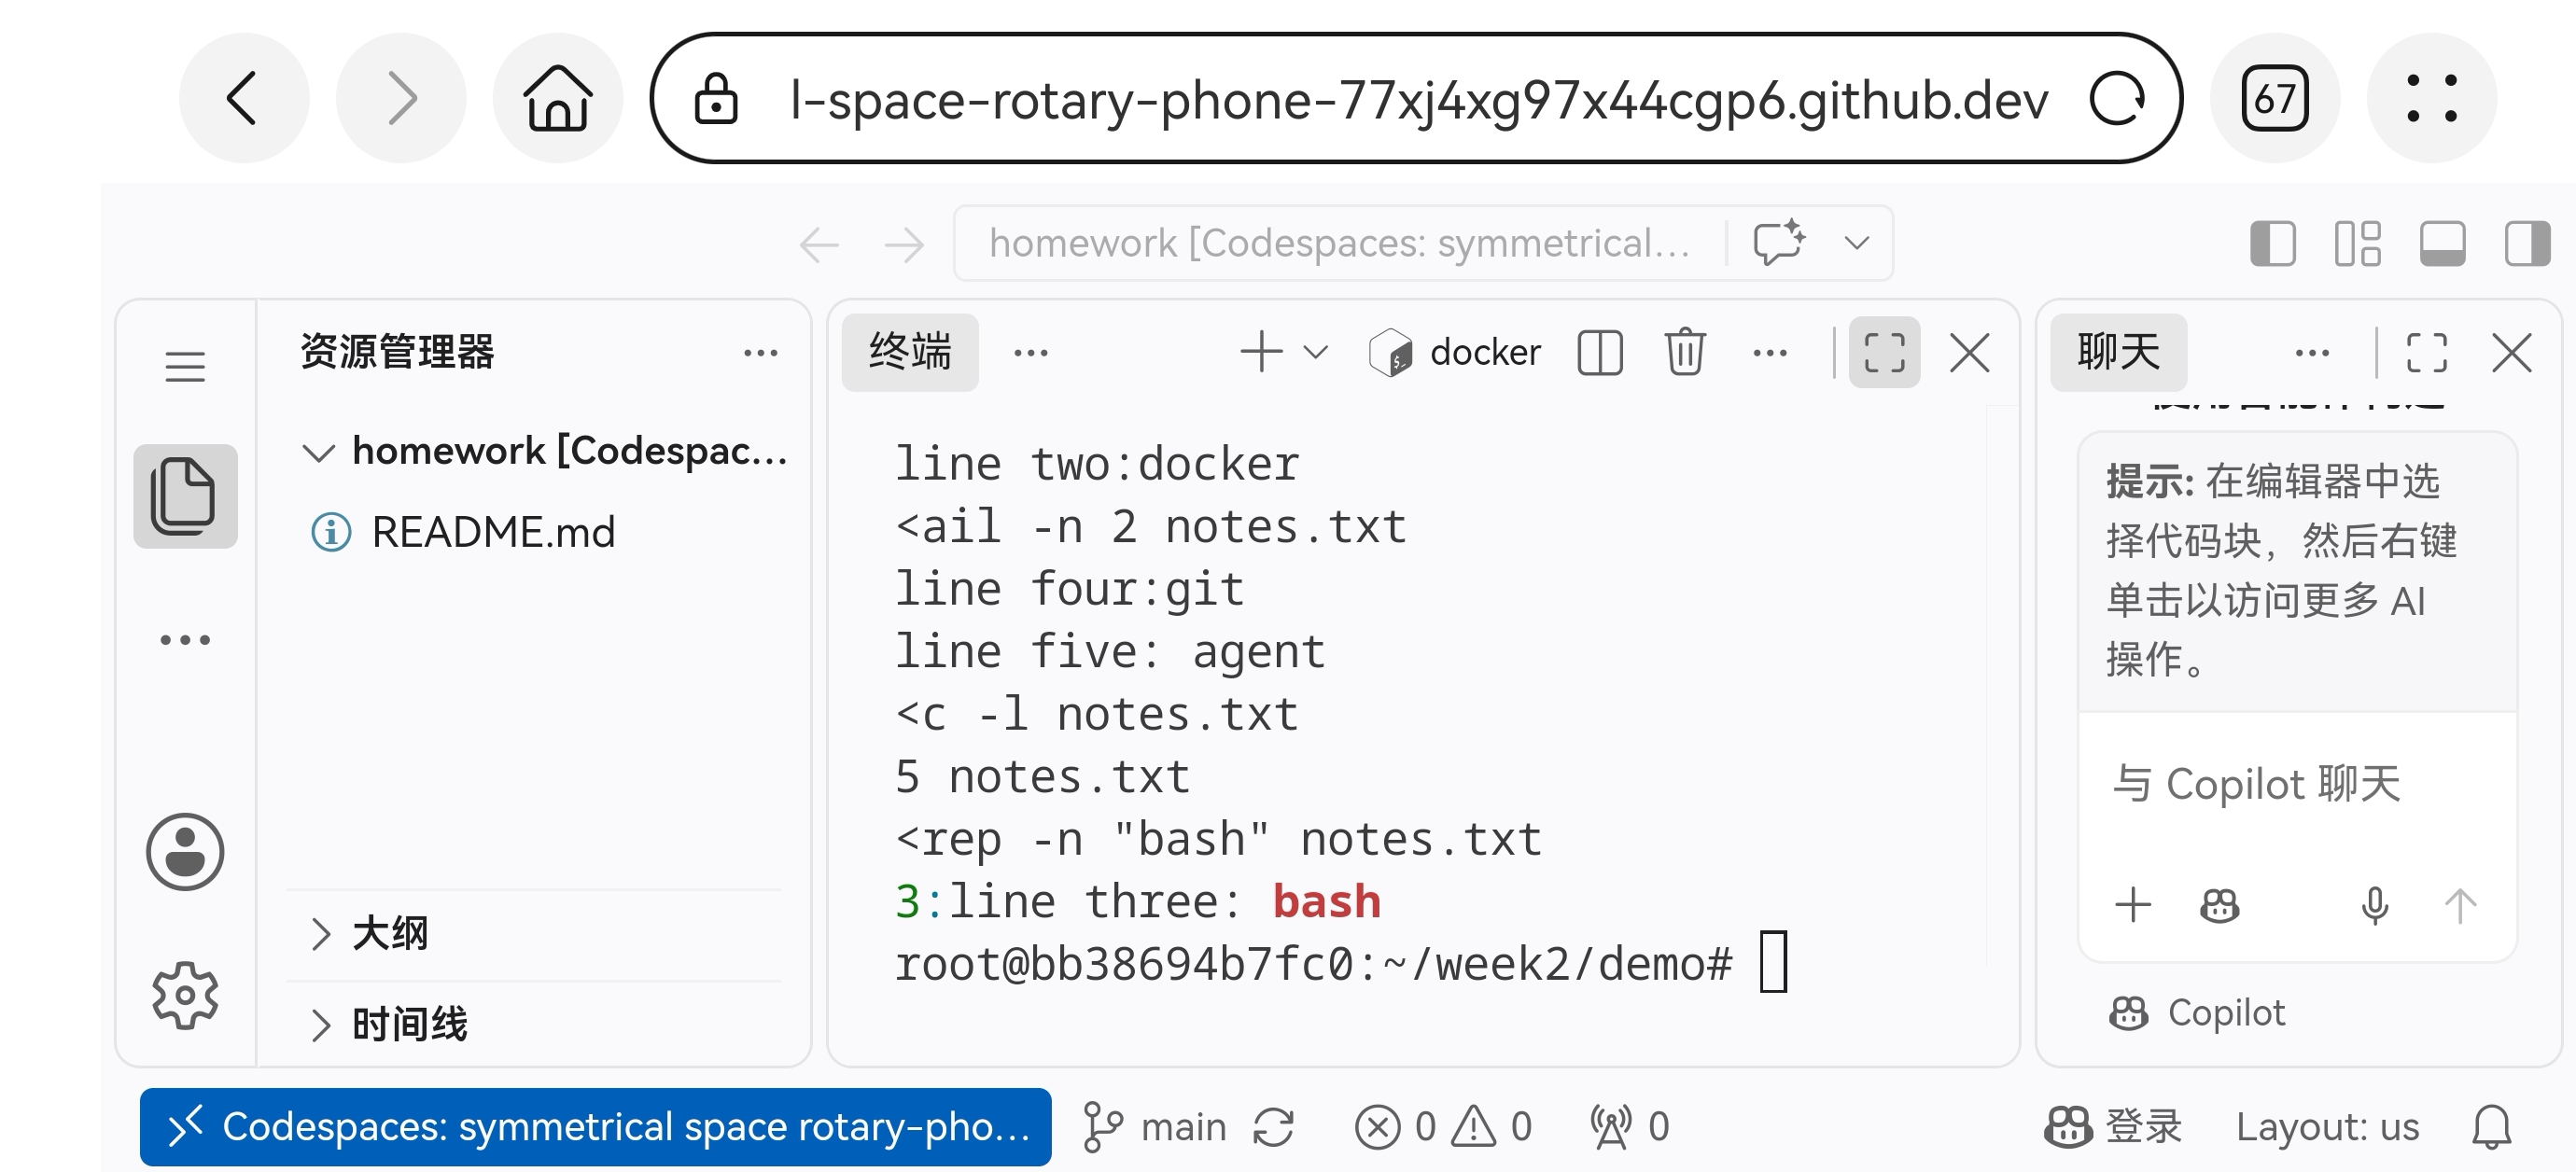 l-space-rotary-phone-77xj4xg97x44cgp6.github.dev
67
homework [Codespaces: symmetrical…
资源管理器
homework [Codespac…
README.md
大纲
时间线
终端
docker
line two:docker
<ail -n 2 notes.txt
line four:git
line five: agent
<c -l notes.txt
5 notes.txt
<rep -n "bash" notes.txt
3:line three: bash
root@bb38694b7fc0:~/week2/demo#
聊天
提示: 在编辑器中选
择代码块，然后右键
单击以访问更多 AI
操作。
与 Copilot 聊天
Copilot
Codespaces: symmetrical space rotary-pho…
main
0
0
0
登录
Layout: us